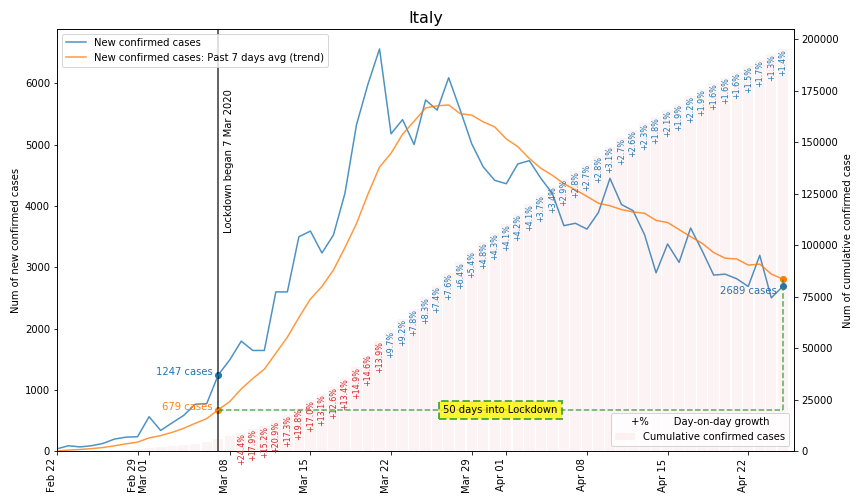 Italy
New confirmed cases
New confirmed cases: Past 7 days avg (trend)
Num of new confirmed cases
6000
5000
4000
3000
2000
1000
0
Num of cumulative confirmed case
200000
175000
150000
125000
100000
75000
50000
25000
0
Lockdown began 7 Mar 2020
1247 cases
679 cases
2689 cases
50 days into Lockdown
+24.4%
+17.9%
+15.2%
+20.9%
+17.3%
+19.8%
+17.0%
+13.1%
+12.6%
+13.4%
+14.9%
+14.6%
+13.9%
+9.7%
+9.2%
+7.8%
+8.3%
+7.4%
+7.6%
+6.4%
+5.4%
+4.8%
+4.3%
+4.1%
+4.2%
+4.1%
+3.7%
+3.4%
+2.9%
+2.8%
+2.7%
+2.8%
+3.1%
+2.7%
+2.6%
+2.3%
+1.8%
+2.1%
+1.9%
+2.2%
+1.9%
+1.6%
+1.6%
+1.6%
+1.5%
+1.7%
+1.3%
+1.4%
+% Day-on-day growth
Cumulative confirmed cases
Feb 22
Feb 29
Mar 01
Mar 08
Mar 15
Mar 22
Mar 29
Apr 01
Apr 08
Apr 15
Apr 22